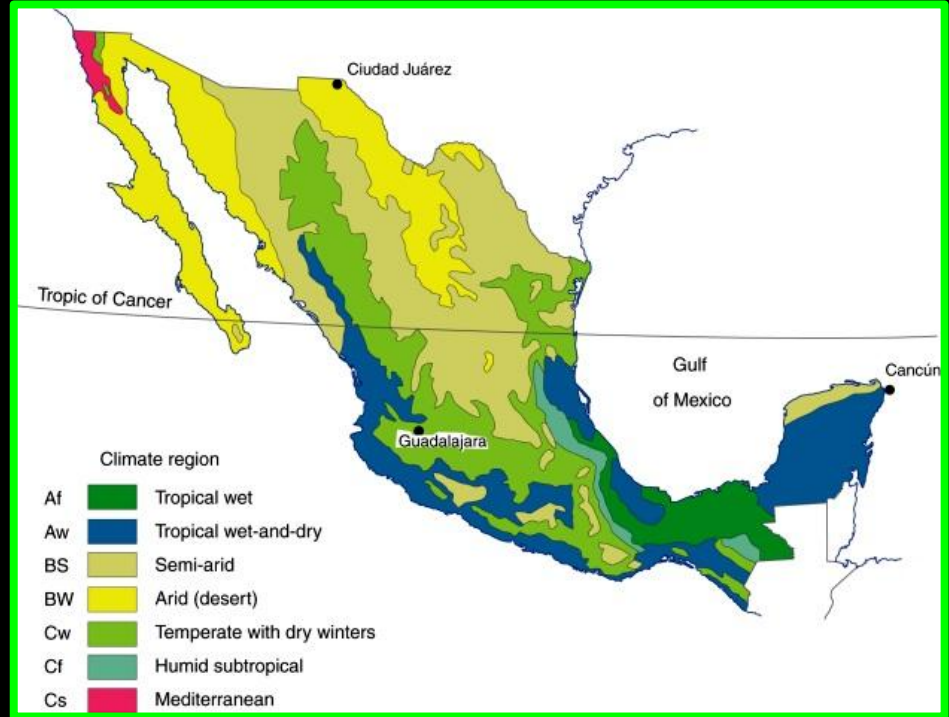 Ciudad Juárez
Tropic of Cancer
Gulf
of Mexico
Cancún
Guadalajara
Climate region
Af Tropical wet
Aw Tropical wet-and-dry
BS Semi-arid
BW Arid (desert)
Cw Temperate with dry winters
Cf Humid subtropical
Cs Mediterranean